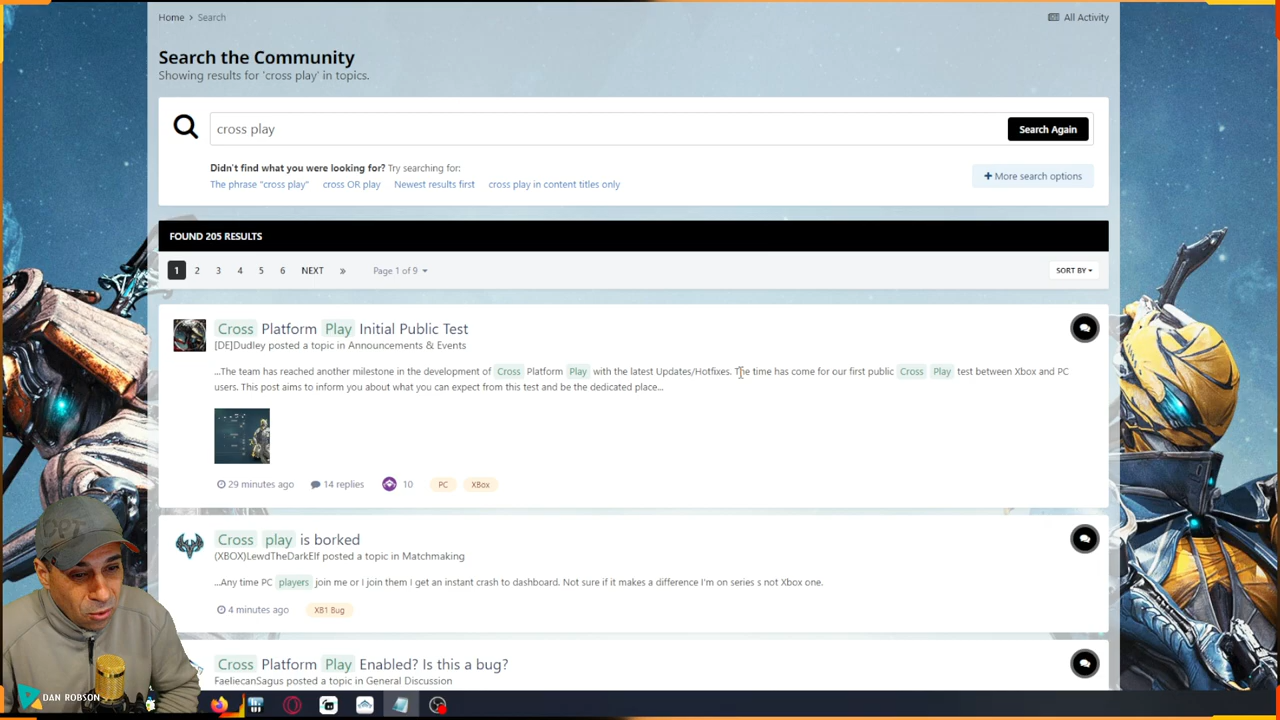 Home > Search
All Activity
Search the Community
Showing results for 'cross play' in topics.
cross play
Search Again
Didn't find what you were looking for? Try searching for:
The phrase "cross play" cross OR play Newest results first cross play in content titles only
+ More search options
FOUND 205 RESULTS
1 2 3 4 5 6 NEXT » Page 1 of 9
SORT BY
Cross Platform Play Initial Public Test
[DE]Dudley posted a topic in Announcements & Events
...The team has reached another milestone in the development of Cross Platform Play with the latest Updates/Hotfixes. The time has come for our first public Cross Play test between Xbox and PC
users. This post aims to inform you about what you can expect from this test and be the dedicated place...
29 minutes ago 14 replies 10 PC XBox
Cross play is borked
(XBOX)LewdTheDarkElf posted a topic in Matchmaking
...Any time PC players join me or I join them I get an instant crash to dashboard. Not sure if it makes a difference I'm on series s not Xbox one.
4 minutes ago XB1 Bug
Cross Platform Play Enabled? Is this a bug?
FaeliecanSagus posted a topic in General Discussion
DAN ROBSON